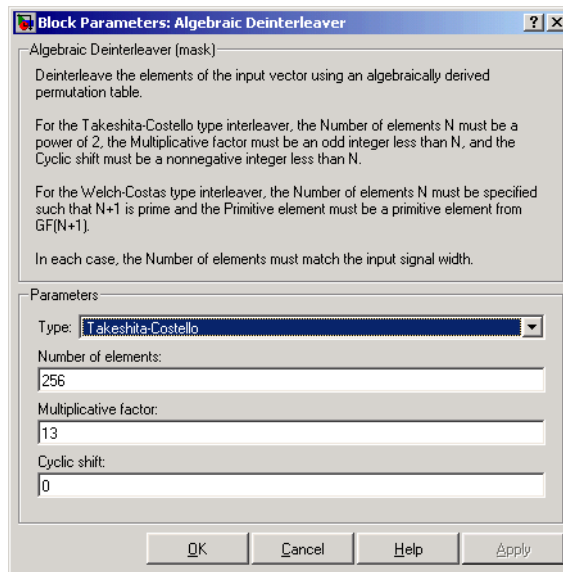 Block Parameters: Algebraic Deinterleaver
Algebraic Deinterleaver (mask)
Deinterleave the elements of the input vector using an algebraically derived
permutation table.
For the Takeshita-Costello type interleaver, the Number of elements N must be a
power of 2, the Multiplicative factor must be an odd integer less than N, and the
Cyclic shift must be a nonnegative integer less than N.
For the Welch-Costas type interleaver, the Number of elements N must be specified
such that N+1 is prime and the Primitive element must be a primitive element from
GF(N+1).
In each case, the Number of elements must match the input signal width.
Parameters
Type: Takeshita-Costello
Number of elements:
256
Multiplicative factor:
13
Cyclic shift:
0
OK Cancel Help Apply